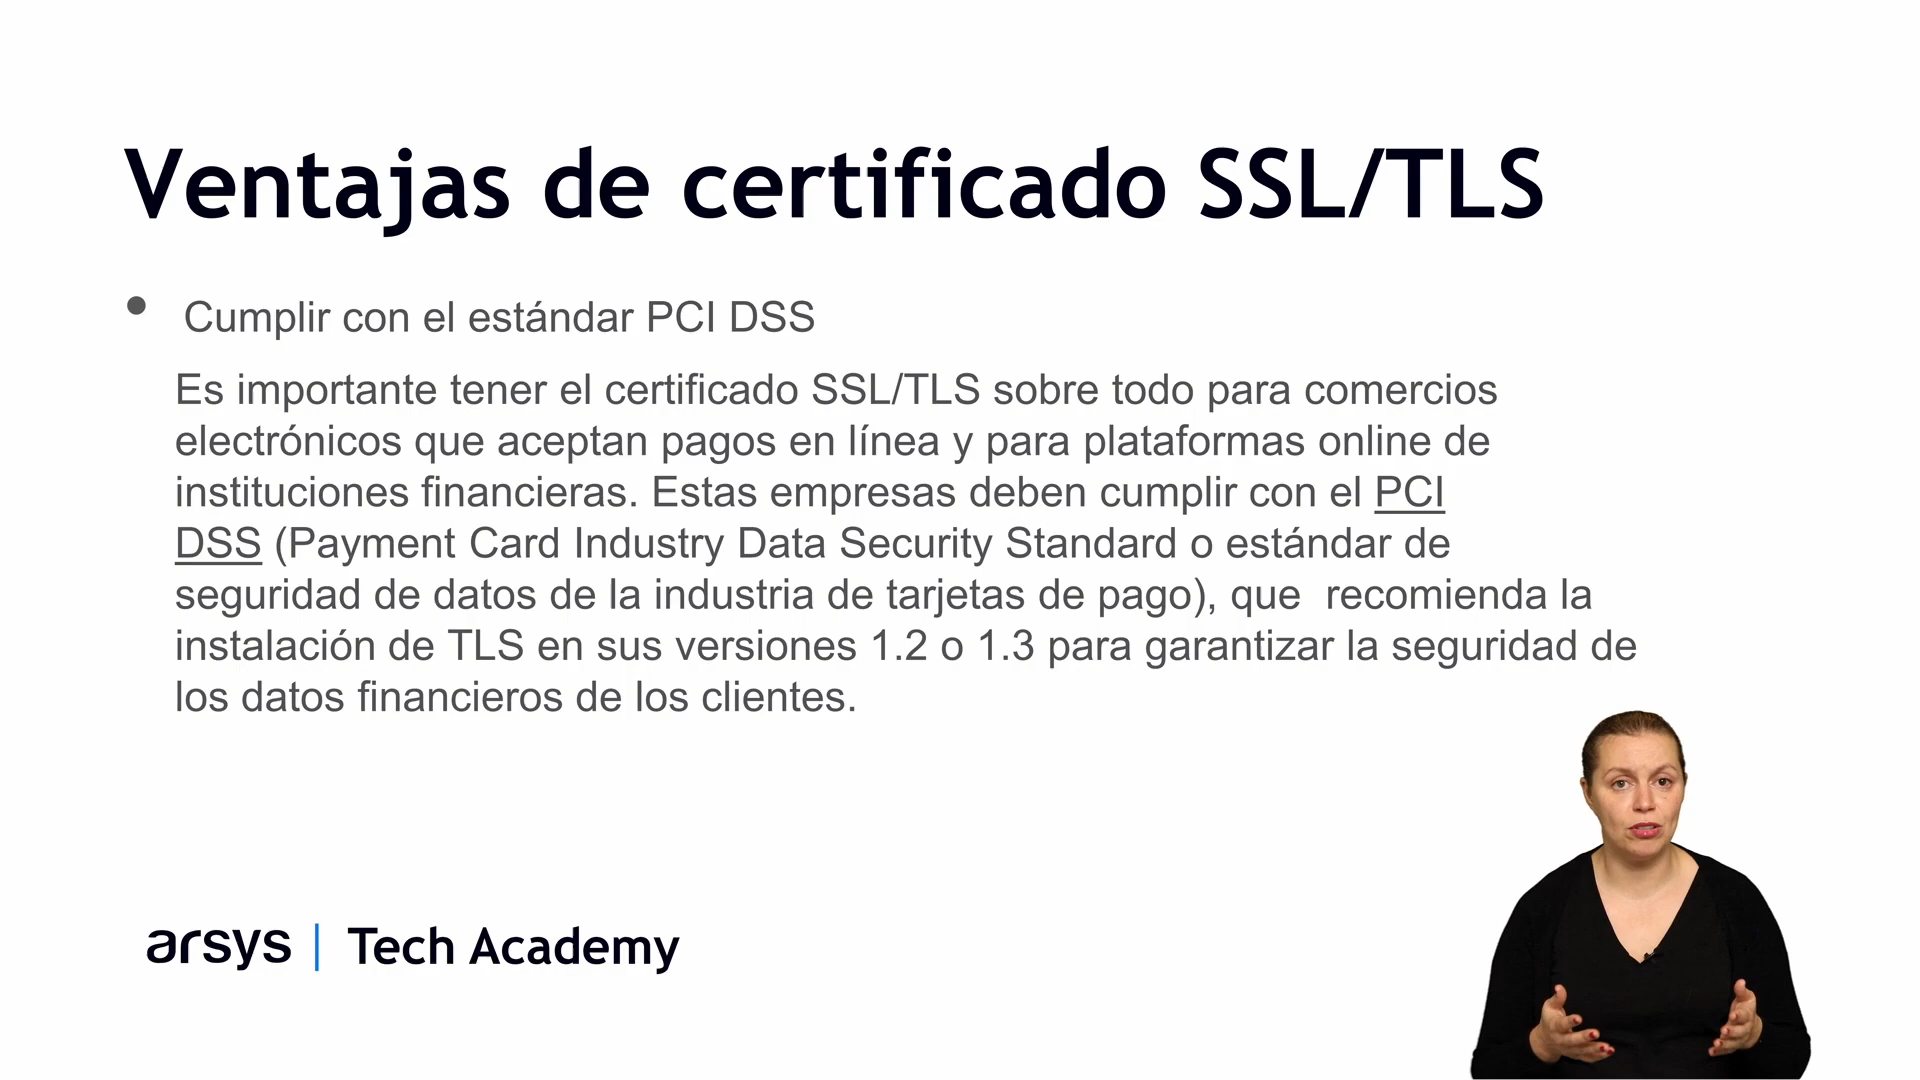 Ventajas de certificado SSL/TLS
• Cumplir con el estándar PCI DSS
Es importante tener el certificado SSL/TLS sobre todo para comercios
electrónicos que aceptan pagos en línea y para plataformas online de
instituciones financieras. Estas empresas deben cumplir con el PCI
DSS (Payment Card Industry Data Security Standard o estándar de
seguridad de datos de la industria de tarjetas de pago), que  recomienda la
instalación de TLS en sus versiones 1.2 o 1.3 para garantizar la seguridad de
los datos financieros de los clientes.
arsys | Tech Academy